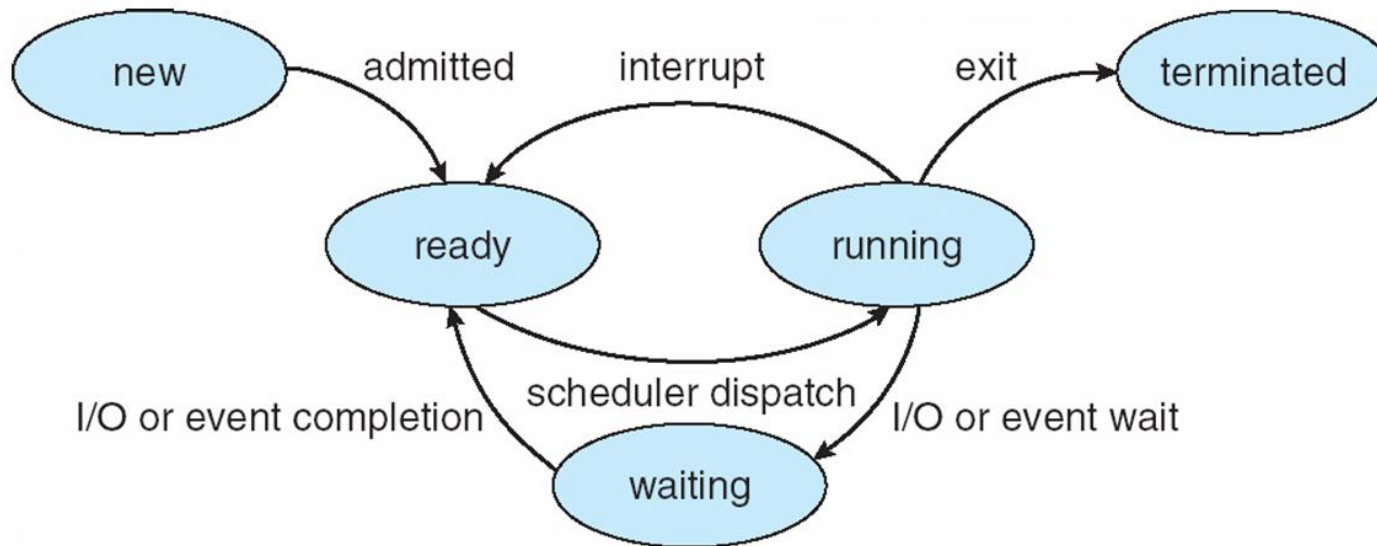 new
admitted
interrupt
exit
terminated
ready
running
scheduler dispatch
I/O or event completion
I/O or event wait
waiting